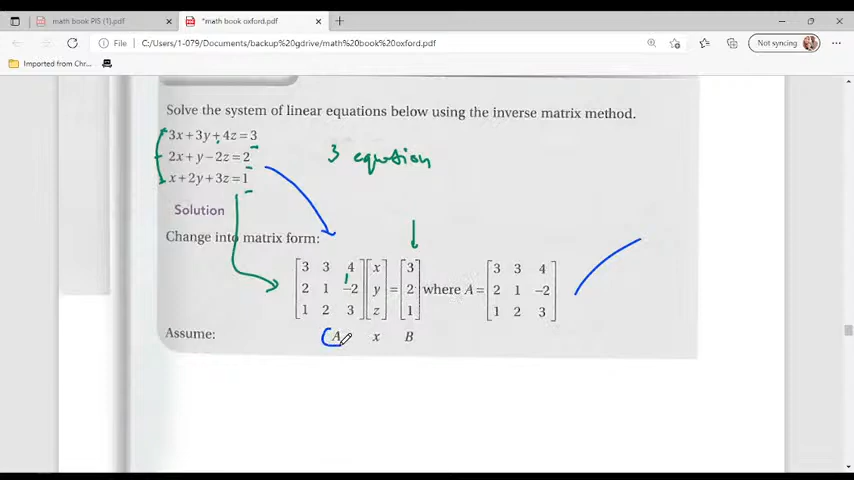 math book PIS (1).pdf
*math book oxford.pdf
File C:/Users/1-079/Documents/backup%20gdrive/math%20book%20oxford.pdf
Not syncing
Imported from Chr...
Solve the system of linear equations below using the inverse matrix method.
3x + 3y + 4z = 3
2x + y − 2z = 2
3 equation
x + 2y + 3z = 1
Solution
Change into matrix form:
3 3 4 x 3 3 3 4
2 1 −2 y = 2 where A = 2 1 −2
1 2 3 z 1 1 2 3
Assume: A x B